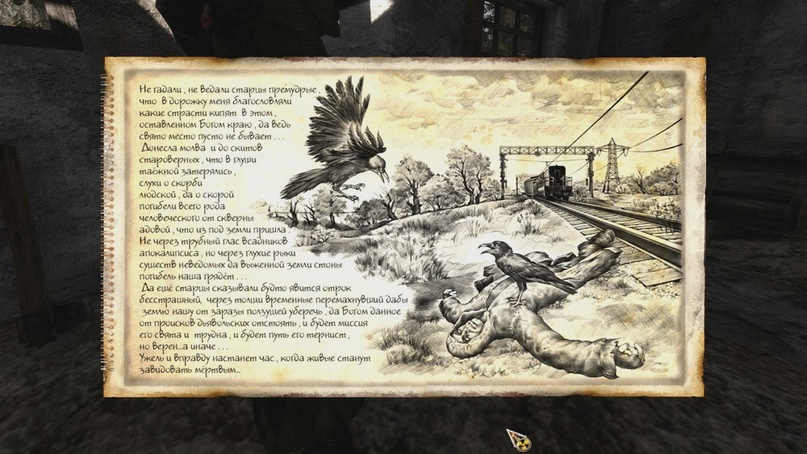 Не гадали, не ведали старцы премудрые,
что в дорожку меня благословляли
какие страсти кипят в этом,
оставленном Богом краю, да ведь
свято место пусто не бывает...
Донесла молва и до скитов
староверных, что в глуши
таёжной затерялись,
слухи о скорби
людской, да о скорой
погибели всего рода
человеческого от скверны
адовой, что из под земли пришла.
Не через трубный глас всадников
апокалипсиса, но через глухие рыки
существ неведомых да выженной земли стоны
погибель наша грядёт...
Да ещё старцы сказывали будто явится отрок
бесстрашный, через толщи временные перемахнувший дабы
землю нашу от заразы ползущей уберечь, да Богом данное
от происков дьявольских отстоять, и будет миссия
его свята и трудна, и будет путь его тернист,
но верен...а иначе...
Ужель и вправду настанет час, когда живые станут
завидовать мёртвым...